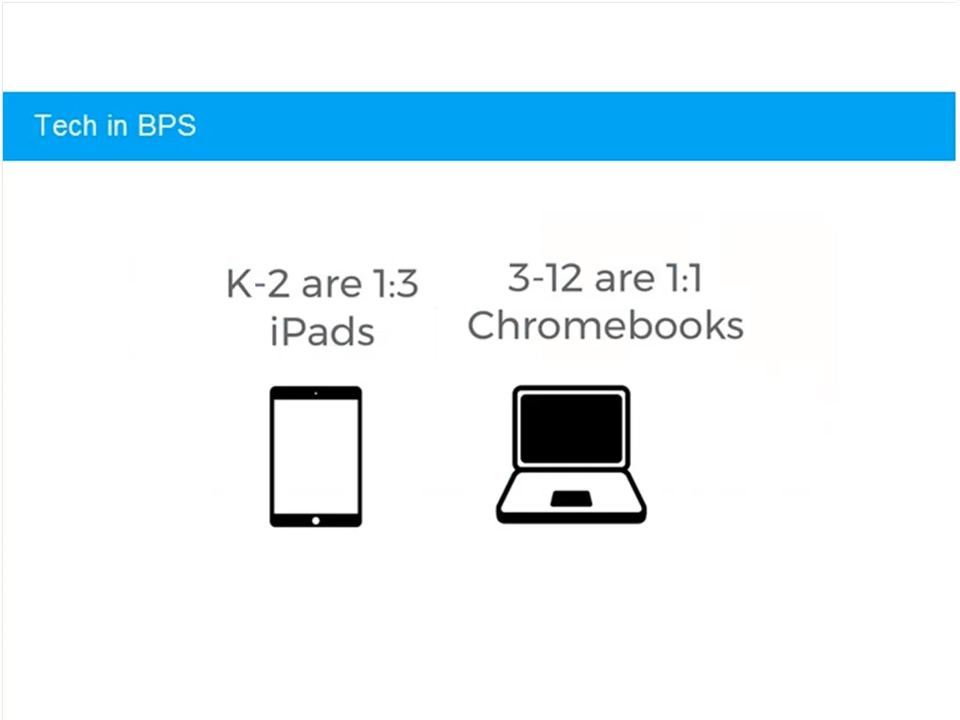 Tech in BPS
K-2 are 1:3
iPads
3-12 are 1:1
Chromebooks